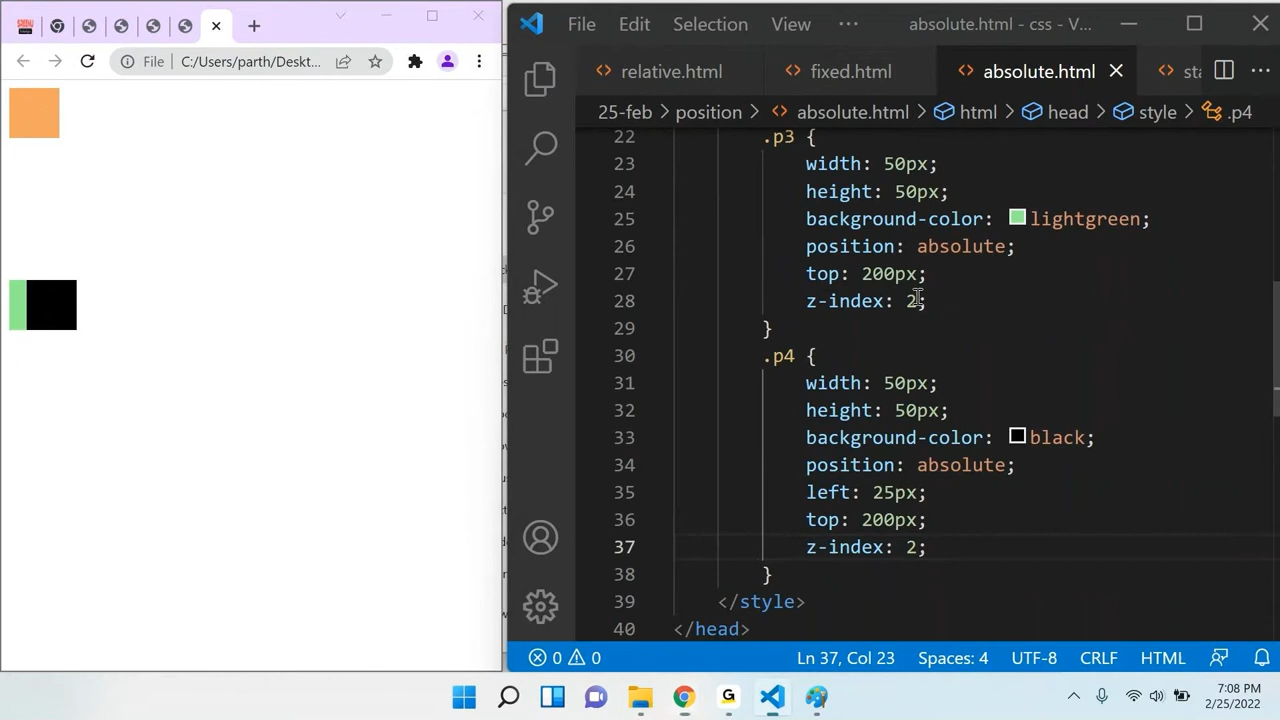 File Edit Selection View ··· absolute.html - css - V...
File C:/Users/parth/Deskt...
relative.html fixed.html absolute.html sta
25-feb > position > absolute.html > html > head > style > .p4
22 .p3 {
23 width: 50px;
24 height: 50px;
25 background-color: lightgreen;
26 position: absolute;
27 top: 200px;
28 z-index: 2;
29 }
30 .p4 {
31 width: 50px;
32 height: 50px;
33 background-color: black;
34 position: absolute;
35 left: 25px;
36 top: 200px;
37 z-index: 2;
38 }
39 </style>
40 </head>
0 0 Ln 37, Col 23 Spaces: 4 UTF-8 CRLF HTML
G
7:08 PM
2/25/2022